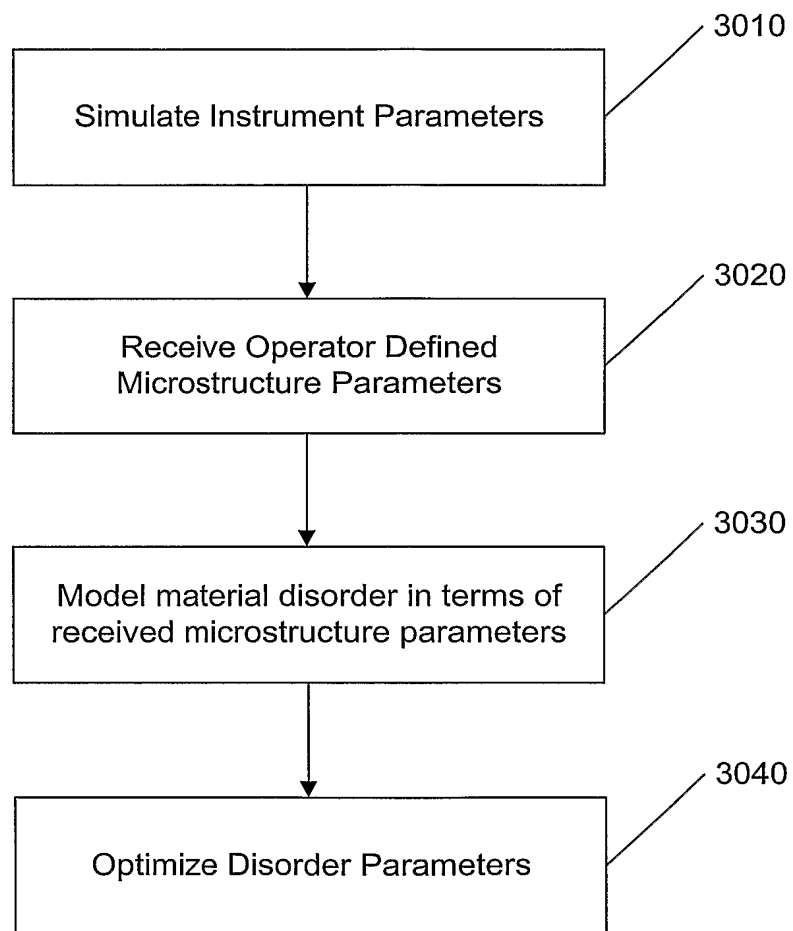 3010
Simulate Instrument Parameters
3020
Receive Operator Defined
Microstructure Parameters
3030
Model material disorder in terms of
received microstructure parameters
3040
Optimize Disorder Parameters